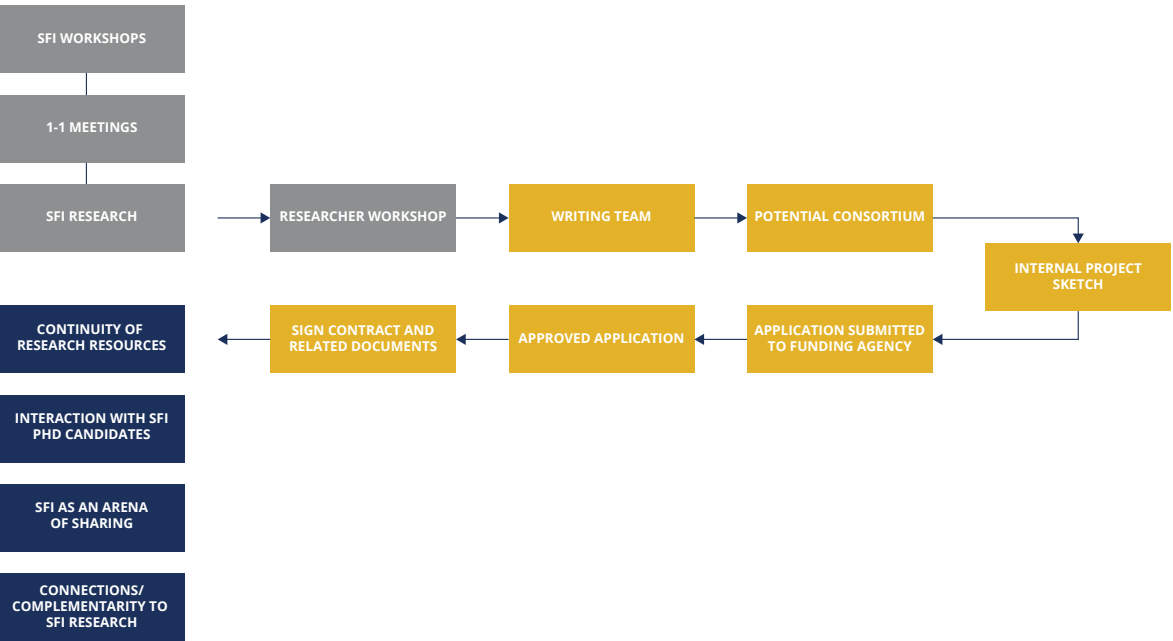 SFI WORKSHOPS
1-1 MEETINGS
SFI RESEARCH
RESEARCHER WORKSHOP
WRITING TEAM
POTENTIAL CONSORTIUM
INTERNAL PROJECT
SKETCH
APPLICATION SUBMITTED
TO FUNDING AGENCY
APPROVED APPLICATION
SIGN CONTRACT AND
RELATED DOCUMENTS
CONTINUITY OF
RESEARCH RESOURCES
INTERACTION WITH SFI
PHD CANDIDATES
SFI AS AN ARENA
OF SHARING
CONNECTIONS/
COMPLEMENTARITY TO
SFI RESEARCH